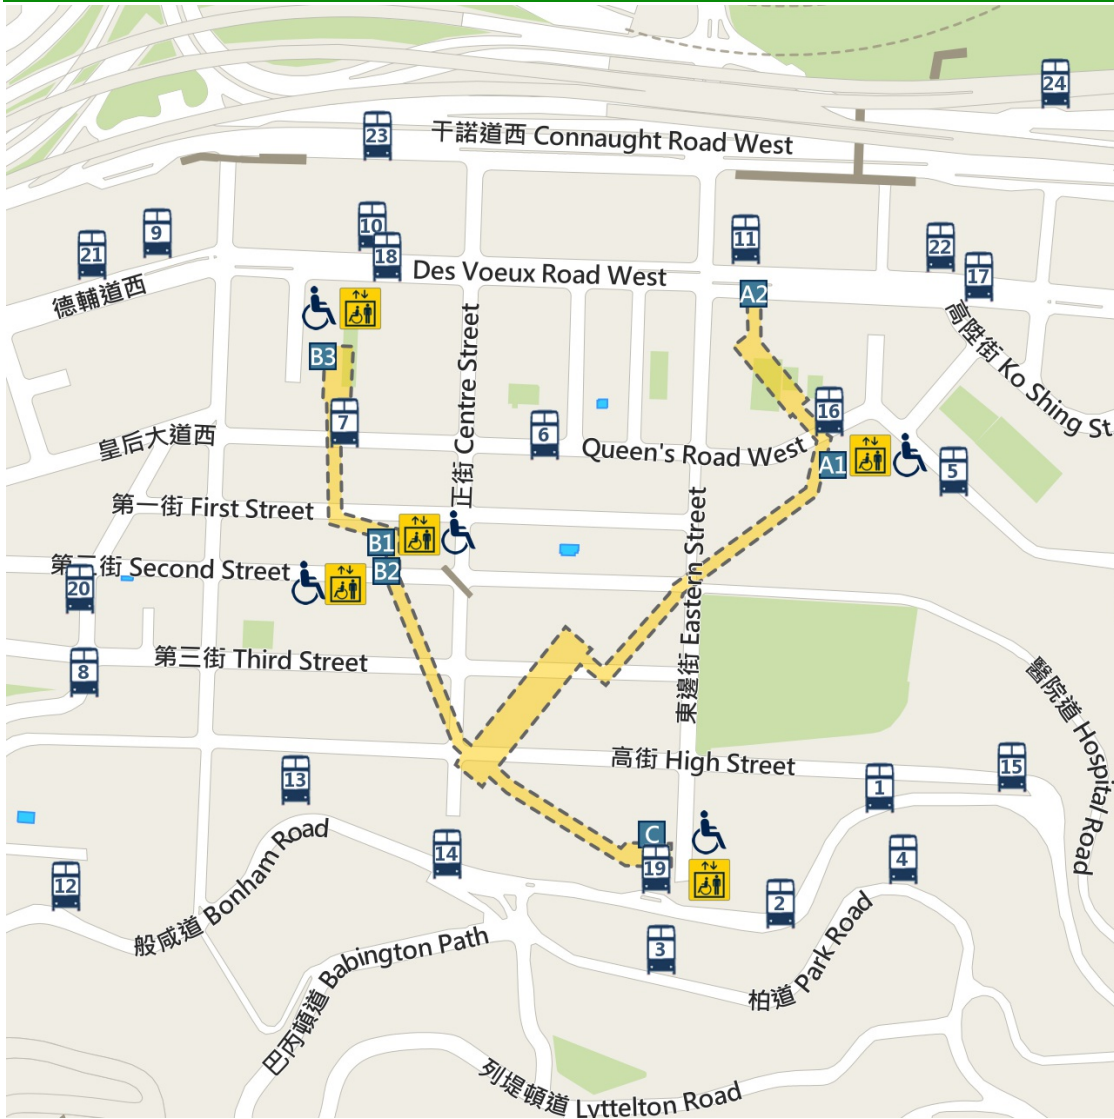 24
23
干諾道西 Connaught Road West
9
10
11
22
21
18
17
Des Voeux Road West
德輔道西
A2
高陞街 Ko Shing St.
B3
正街 Centre Street
7
6
16
皇后大道西
Queen's Road West
A1
5
第一街 First Street
B1
B2
第二街 Second Street
20
東邊街 Eastern Street
8
第三街 Third Street
醫院道 Hospital Road
高街 High Street
15
13
1
C
14
19
4
12
2
般咸道 Bonham Road
3
巴丙頓道 Babington Path
柏道 Park Road
列堤頓道 Lyttelton Road